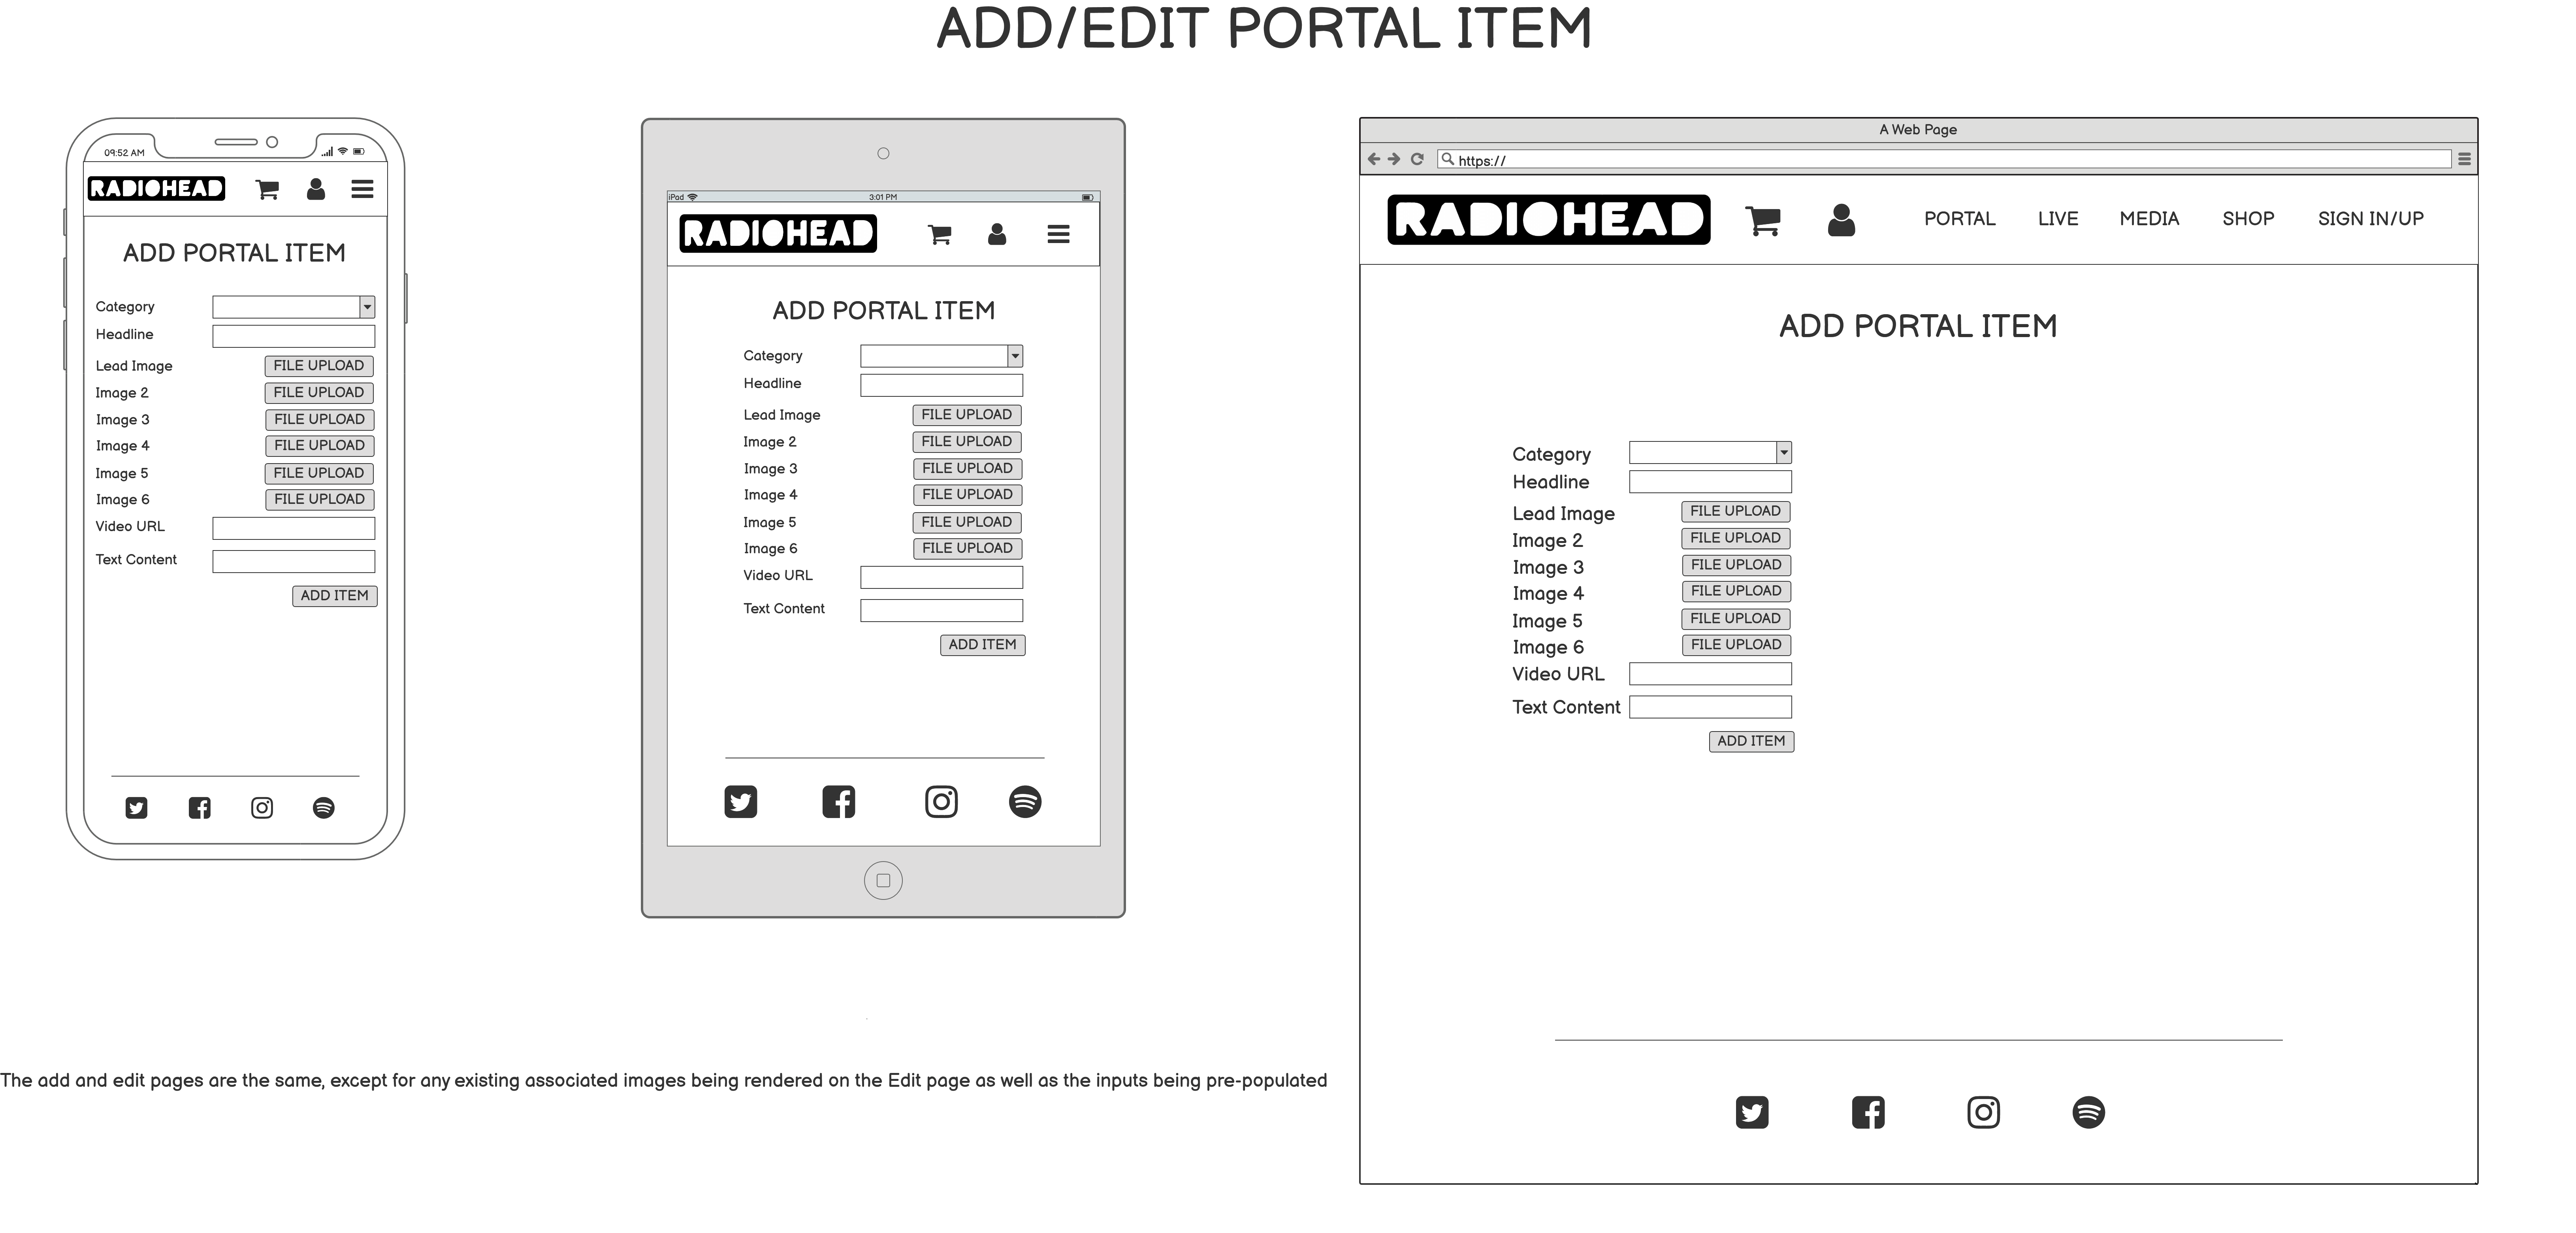 ADD/EDIT PORTAL ITEM
09:52 AM
RADIOHEAD
ADD PORTAL ITEM
Category
Headline
Lead Image FILE UPLOAD
Image 2 FILE UPLOAD
Image 3 FILE UPLOAD
Image 4 FILE UPLOAD
Image 5 FILE UPLOAD
Image 6 FILE UPLOAD
Video URL
Text Content
ADD ITEM
iPad 3:01 PM
RADIOHEAD
ADD PORTAL ITEM
Category
Headline
Lead Image FILE UPLOAD
Image 2 FILE UPLOAD
Image 3 FILE UPLOAD
Image 4 FILE UPLOAD
Image 5 FILE UPLOAD
Image 6 FILE UPLOAD
Video URL
Text Content
ADD ITEM
A Web Page
https://
RADIOHEAD PORTAL LIVE MEDIA SHOP SIGN IN/UP
ADD PORTAL ITEM
Category
Headline
Lead Image FILE UPLOAD
Image 2 FILE UPLOAD
Image 3 FILE UPLOAD
Image 4 FILE UPLOAD
Image 5 FILE UPLOAD
Image 6 FILE UPLOAD
Video URL
Text Content
ADD ITEM
The add and edit pages are the same, except for any existing associated images being rendered on the Edit page as well as the inputs being pre-populated